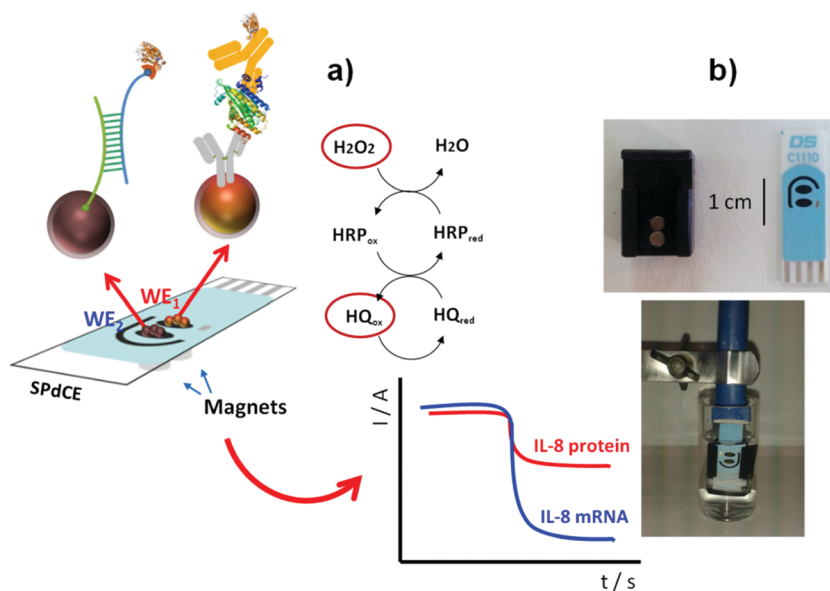 a)
b)
H2O2
H2O
HRPox
HRPred
HQox
HQred
WE1
WE2
SPdCE
Magnets
DS
C1110
1 cm
I / A
IL-8 protein
IL-8 mRNA
t / s